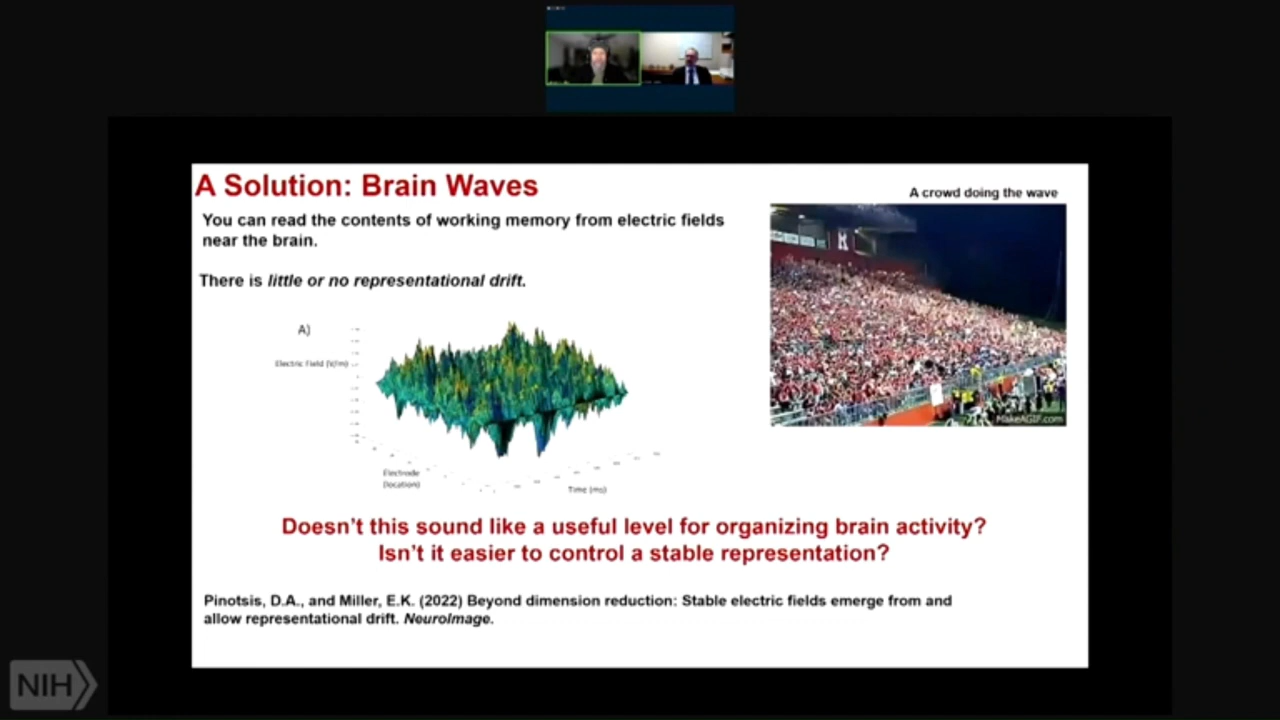 A Solution: Brain Waves
A crowd doing the wave
You can read the contents of working memory from electric fields
near the brain.
R
There is little or no representational drift.
A)
Electric Field (V/m)
MakeAGIF.com
Electrode
(location)
Time (ms)
Doesn't this sound like a useful level for organizing brain activity?
Isn't it easier to control a stable representation?
Pinotsis, D.A., and Miller, E.K. (2022) Beyond dimension reduction: Stable electric fields emerge from and
allow representational drift. NeuroImage.
NIH